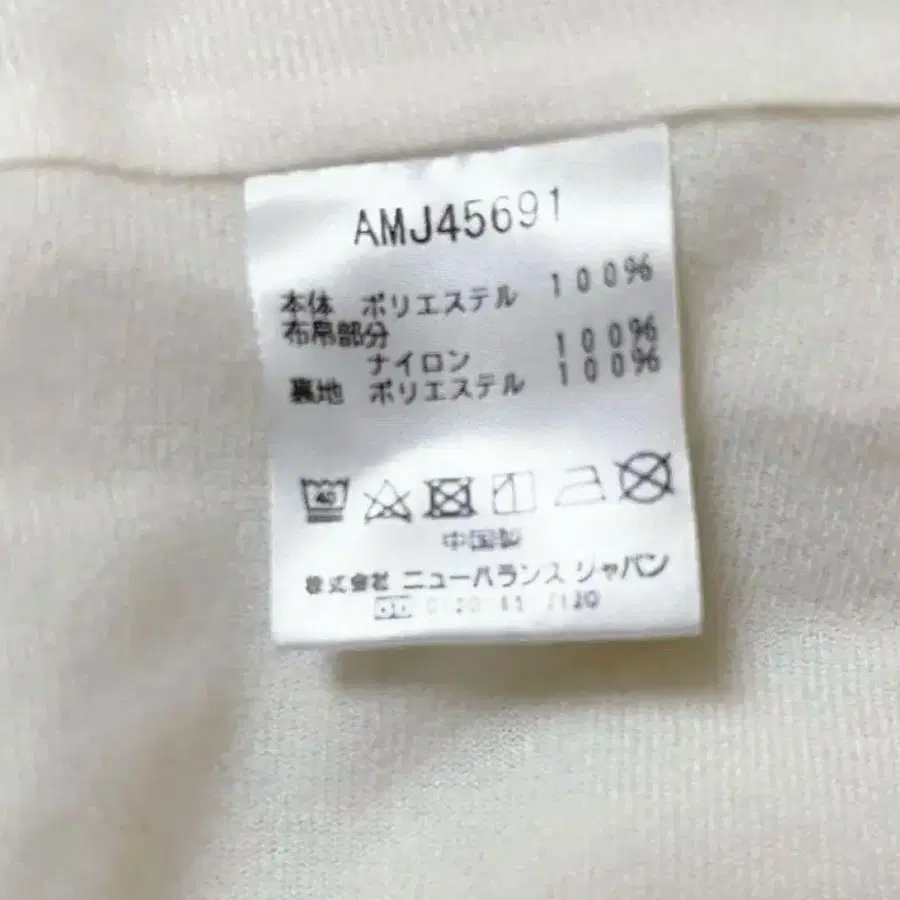 AMJ45691
本体 ポリエステル 100%
布帛部分
ナイロン 100%
裏地 ポリエステル 100%
40
中国製
株式会社 ニューバランス ジャパン